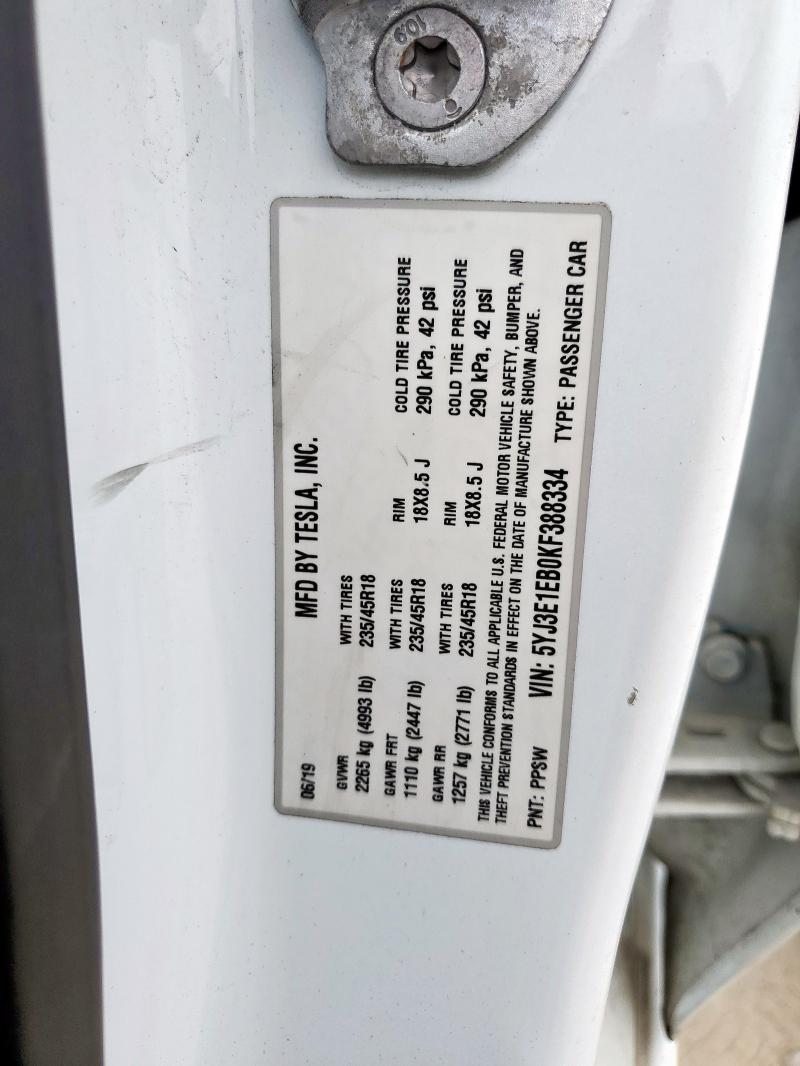 10.9
MFD BY TESLA, INC.
06/19
GVWR WITH TIRES
2265 kg (4993 lb) 235/45R18
GAWR FRT WITH TIRES RIM COLD TIRE PRESSURE
1110 kg (2447 lb) 235/45R18 18X8.5 J 290 kPa, 42 psi
GAWR RR WITH TIRES RIM COLD TIRE PRESSURE
1257 kg (2771 lb) 235/45R18 18X8.5 J 290 kPa, 42 psi
THIS VEHICLE CONFORMS TO ALL APPLICABLE U.S. FEDERAL MOTOR VEHICLE SAFETY, BUMPER, AND
THEFT PREVENTION STANDARDS IN EFFECT ON THE DATE OF MANUFACTURE SHOWN ABOVE.
PNT: PPSW VIN: 5YJ3E1EB0KF388334 TYPE: PASSENGER CAR